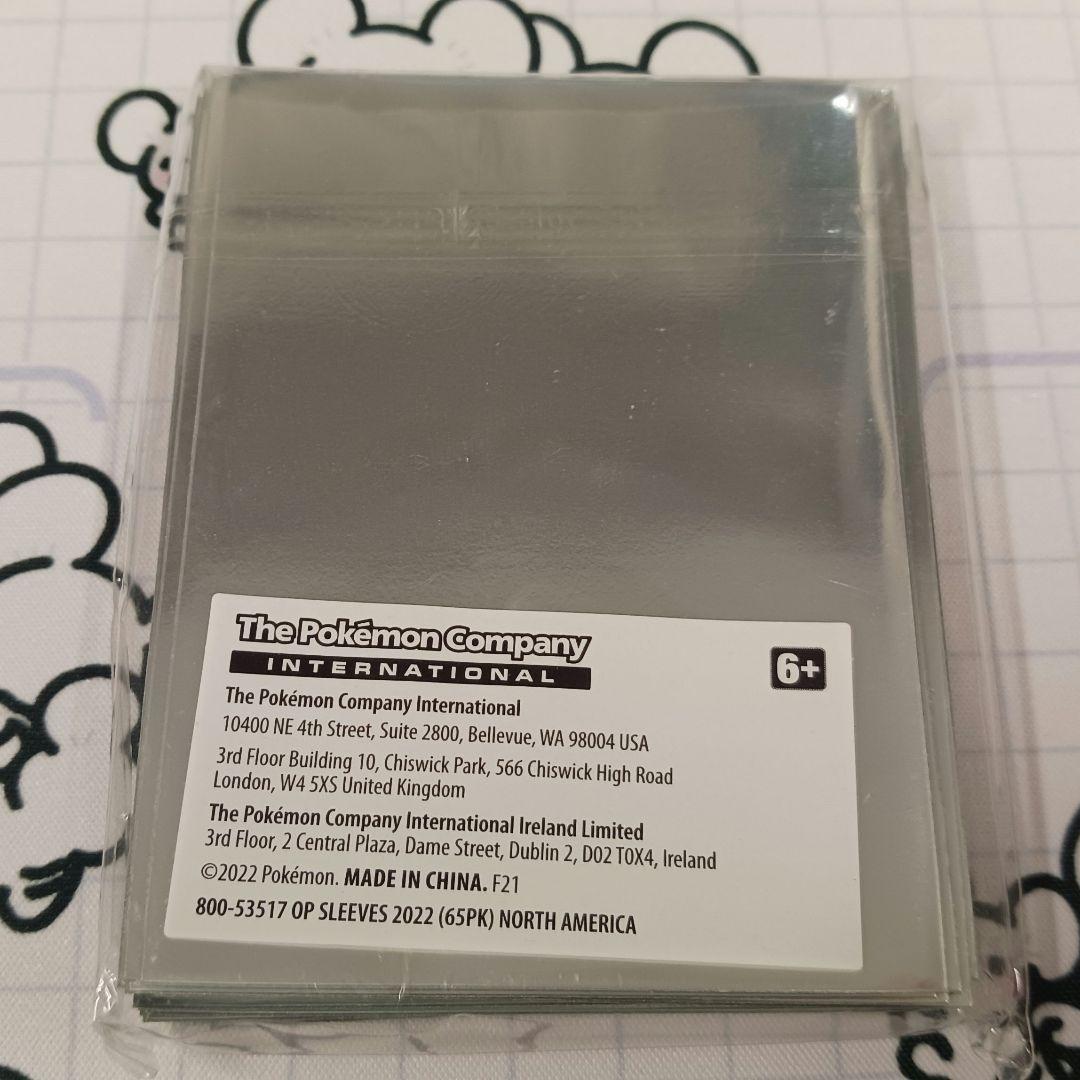 The Pokémon Company
INTERNATIONAL
6+
The Pokémon Company International
10400 NE 4th Street, Suite 2800, Bellevue, WA 98004 USA
3rd Floor Building 10, Chiswick Park, 566 Chiswick High Road
London, W4 5XS United Kingdom
The Pokémon Company International Ireland Limited
3rd Floor, 2 Central Plaza, Dame Street, Dublin 2, D02 T0X4, Ireland
©2022 Pokémon. MADE IN CHINA. F21
800-53517 OP SLEEVES 2022 (65PK) NORTH AMERICA